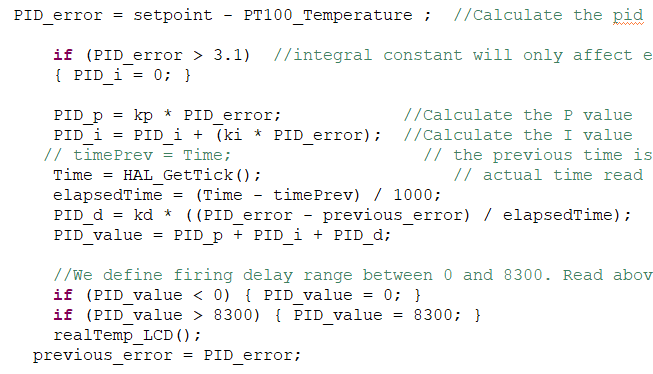 PID_error = setpoint - PT100_Temperature ; //Calculate the pid
if (PID_error > 3.1) //integral constant will only affect e
{ PID_i = 0; }
PID_p = kp * PID_error; //Calculate the P value
PID_i = PID_i + (ki * PID_error); //Calculate the I value
// timePrev = Time; // the previous time is
Time = HAL_GetTick(); // actual time read
elapsedTime = (Time - timePrev) / 1000;
PID_d = kd * ((PID_error - previous_error) / elapsedTime);
PID_value = PID_p + PID_i + PID_d;
//We define firing delay range between 0 and 8300. Read abov
if (PID_value < 0) { PID_value = 0; }
if (PID_value > 8300) { PID_value = 8300; }
realTemp_LCD();
previous_error = PID_error;